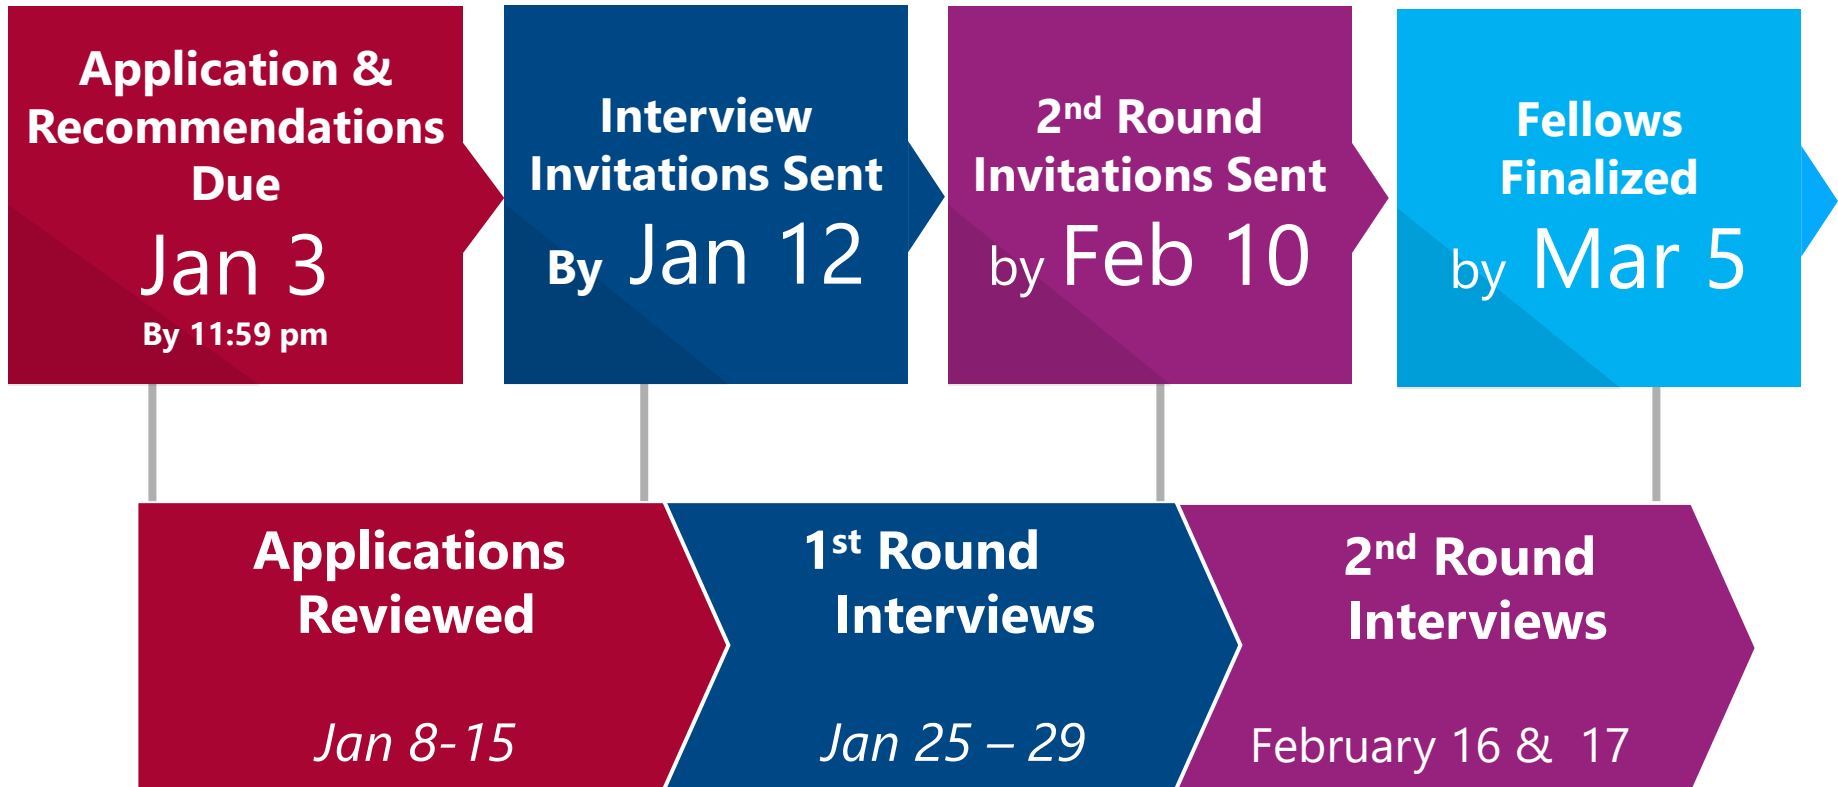 Application &
Recommendations
Due
Jan 3
By 11:59 pm
Interview
Invitations Sent
By Jan 12
2nd Round
Invitations Sent
by Feb 10
Fellows
Finalized
by Mar 5
Applications
Reviewed
Jan 8-15
1st Round
Interviews
Jan 25 – 29
2nd Round
Interviews
February 16 & 17